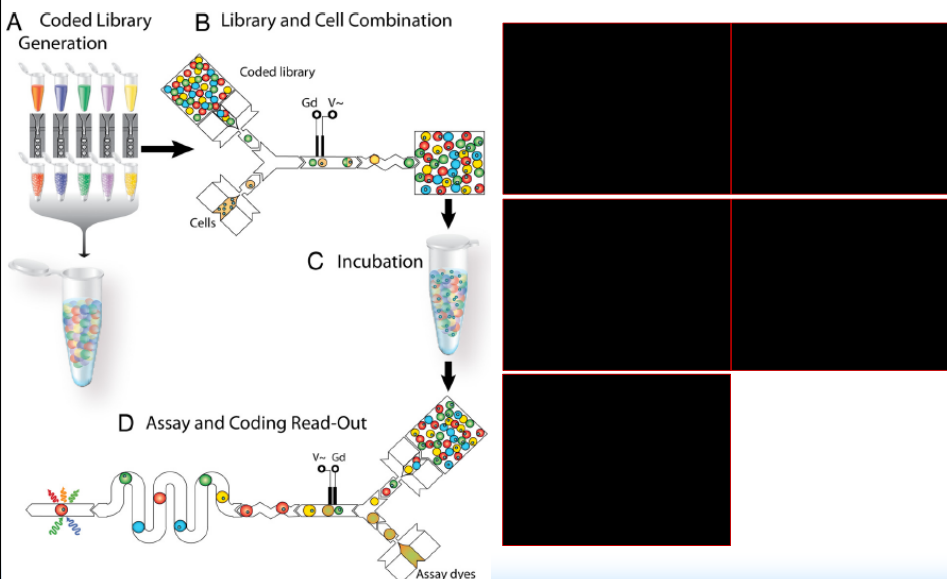 A Coded Library
Generation
B Library and Cell Combination
Coded library
Gd V~
Cells
C Incubation
D Assay and Coding Read-Out
V~ Gd
Assay dyes